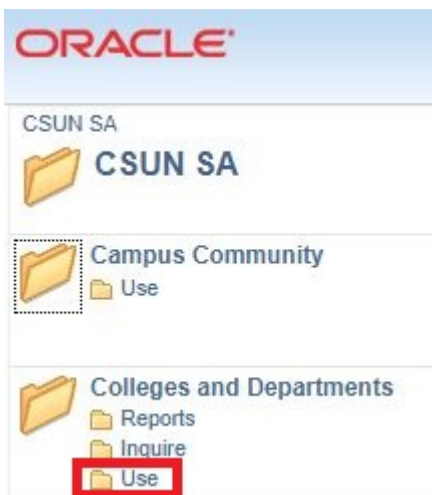 ORACLE'
CSUN SA
CSUN SA
Campus Community
Use
Colleges and Departments
Reports
Inquire
Use